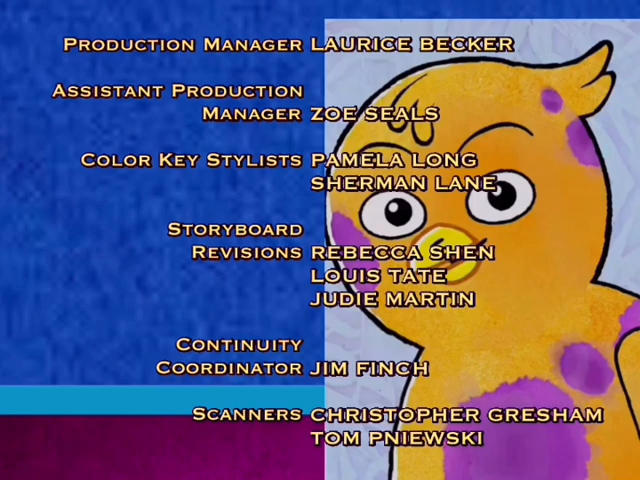 PRODUCTION MANAGER LAURICE BECKER
ASSISTANT PRODUCTION
MANAGER ZOE SEALS
COLOR KEY STYLISTS PAMELA LONG
SHERMAN LANE
STORYBOARD
REVISIONS REBECCA SHEN
LOUIS TATE
JUDIE MARTIN
CONTINUITY
COORDINATOR JIM FINCH
SCANNERS CHRISTOPHER GRESHAM
TOM PNIEWSKI